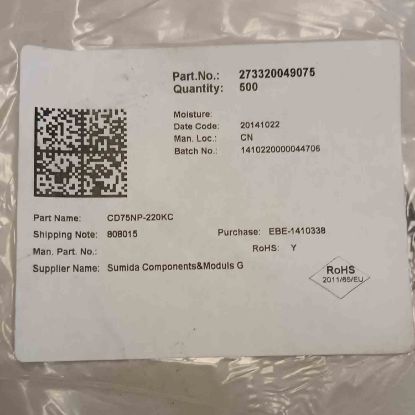 Part.No.: 273320049075
Quantity: 500
Moisture:
Date Code: 20141022
Man. Loc.: CN
Batch No.: 1410220000044706
Part Name: CD75NP-220KC
Shipping Note: 808015 Purchase: EBE-1410338
Man. Part. No.: RoHS: Y
Supplier Name: Sumida Components&Moduls G
RoHS
2011/65/EU